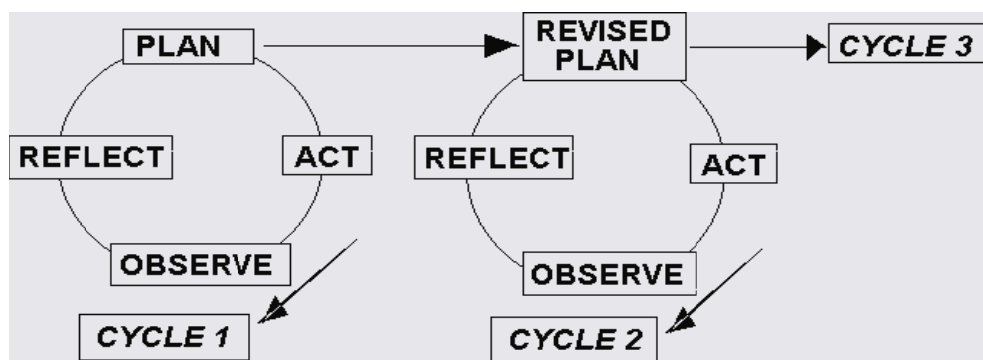 PLAN
REVISED
PLAN
CYCLE 3
REFLECT
ACT
REFLECT
ACT
OBSERVE
OBSERVE
CYCLE 1
CYCLE 2